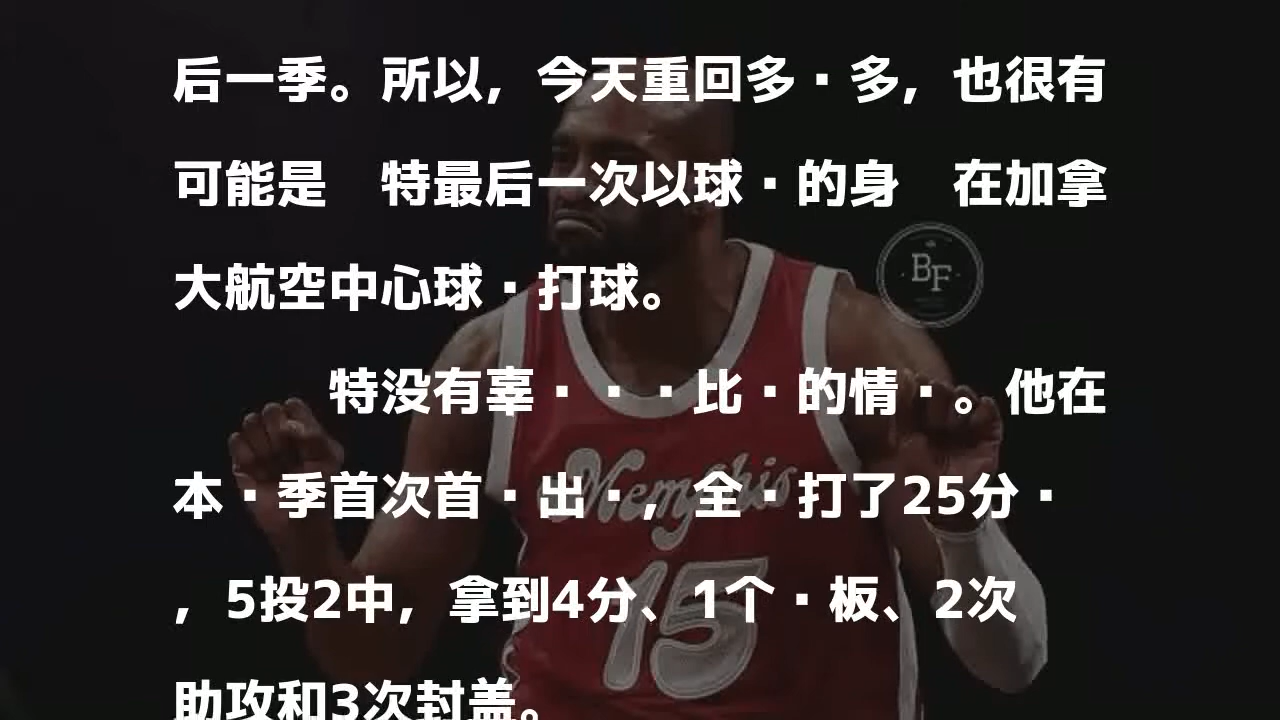 后一季。所以，今天重回多·多，也很有
可能是　特最后一次以球·的身　在加拿
大航空中心球·打球。
特没有辜···比·的情·。他在
本·季首次首·出·，全·打了25分·
，5投2中，拿到4分、1个·板、2次
助攻和3次封盖。
BF
Memphis
15